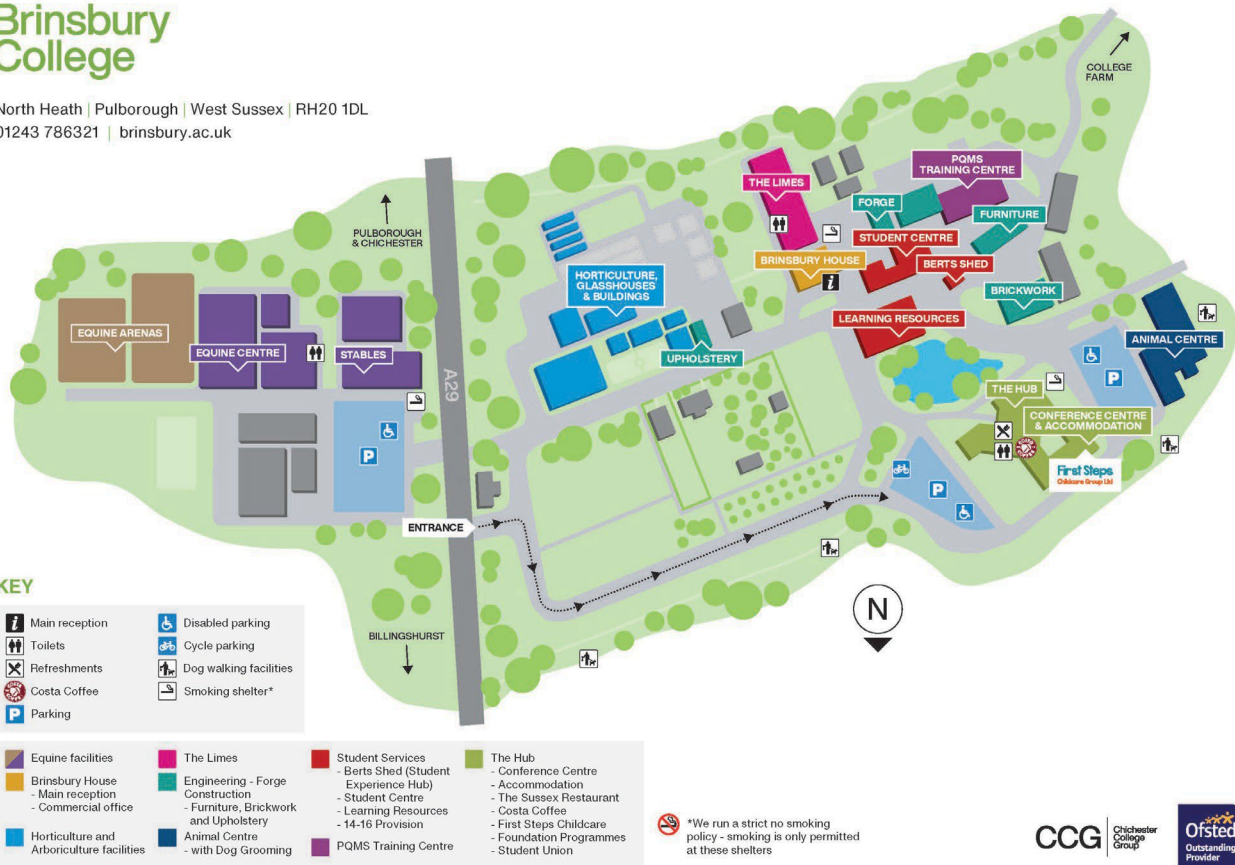 Brinsbury
College
North Heath | Pulborough | West Sussex | RH20 1DL
01243 786321 | brinsbury.ac.uk
COLLEGE
FARM
PULBOROUGH
& CHICHESTER
THE LIMES
PQMS
TRAINING CENTRE
FORGE
FURNITURE
STUDENT CENTRE
BRINSBURY HOUSE
BERTS SHED
i
BRICKWORK
HORTICULTURE,
GLASSHOUSES
& BUILDINGS
LEARNING RESOURCES
EQUINE ARENAS
EQUINE CENTRE
STABLES
UPHOLSTERY
ANIMAL CENTRE
A29
P
THE HUB
CONFERENCE CENTRE
& ACCOMMODATION
P
First Steps
Childcare Group Ltd
P
ENTRANCE
N
BILLINGSHURST
KEY
i Main reception
Toilets
Refreshments
Costa Coffee
P Parking
Disabled parking
Cycle parking
Dog walking facilities
Smoking shelter*
Equine facilities
Brinsbury House
- Main reception
- Commercial office
Horticulture and
Arboriculture facilities
The Limes
Engineering - Forge
Construction
- Furniture, Brickwork
and Upholstery
Animal Centre
- with Dog Grooming
Student Services
- Berts Shed (Student
Experience Hub)
- Student Centre
- Learning Resources
- 14-16 Provision
PQMS Training Centre
The Hub
- Conference Centre
- Accommodation
- The Sussex Restaurant
- Costa Coffee
- First Steps Childcare
- Foundation Programmes
- Student Union
*We run a strict no smoking
policy - smoking is only permitted
at these shelters
CCG
Chichester
College
Group
Ofsted
Outstanding
Provider